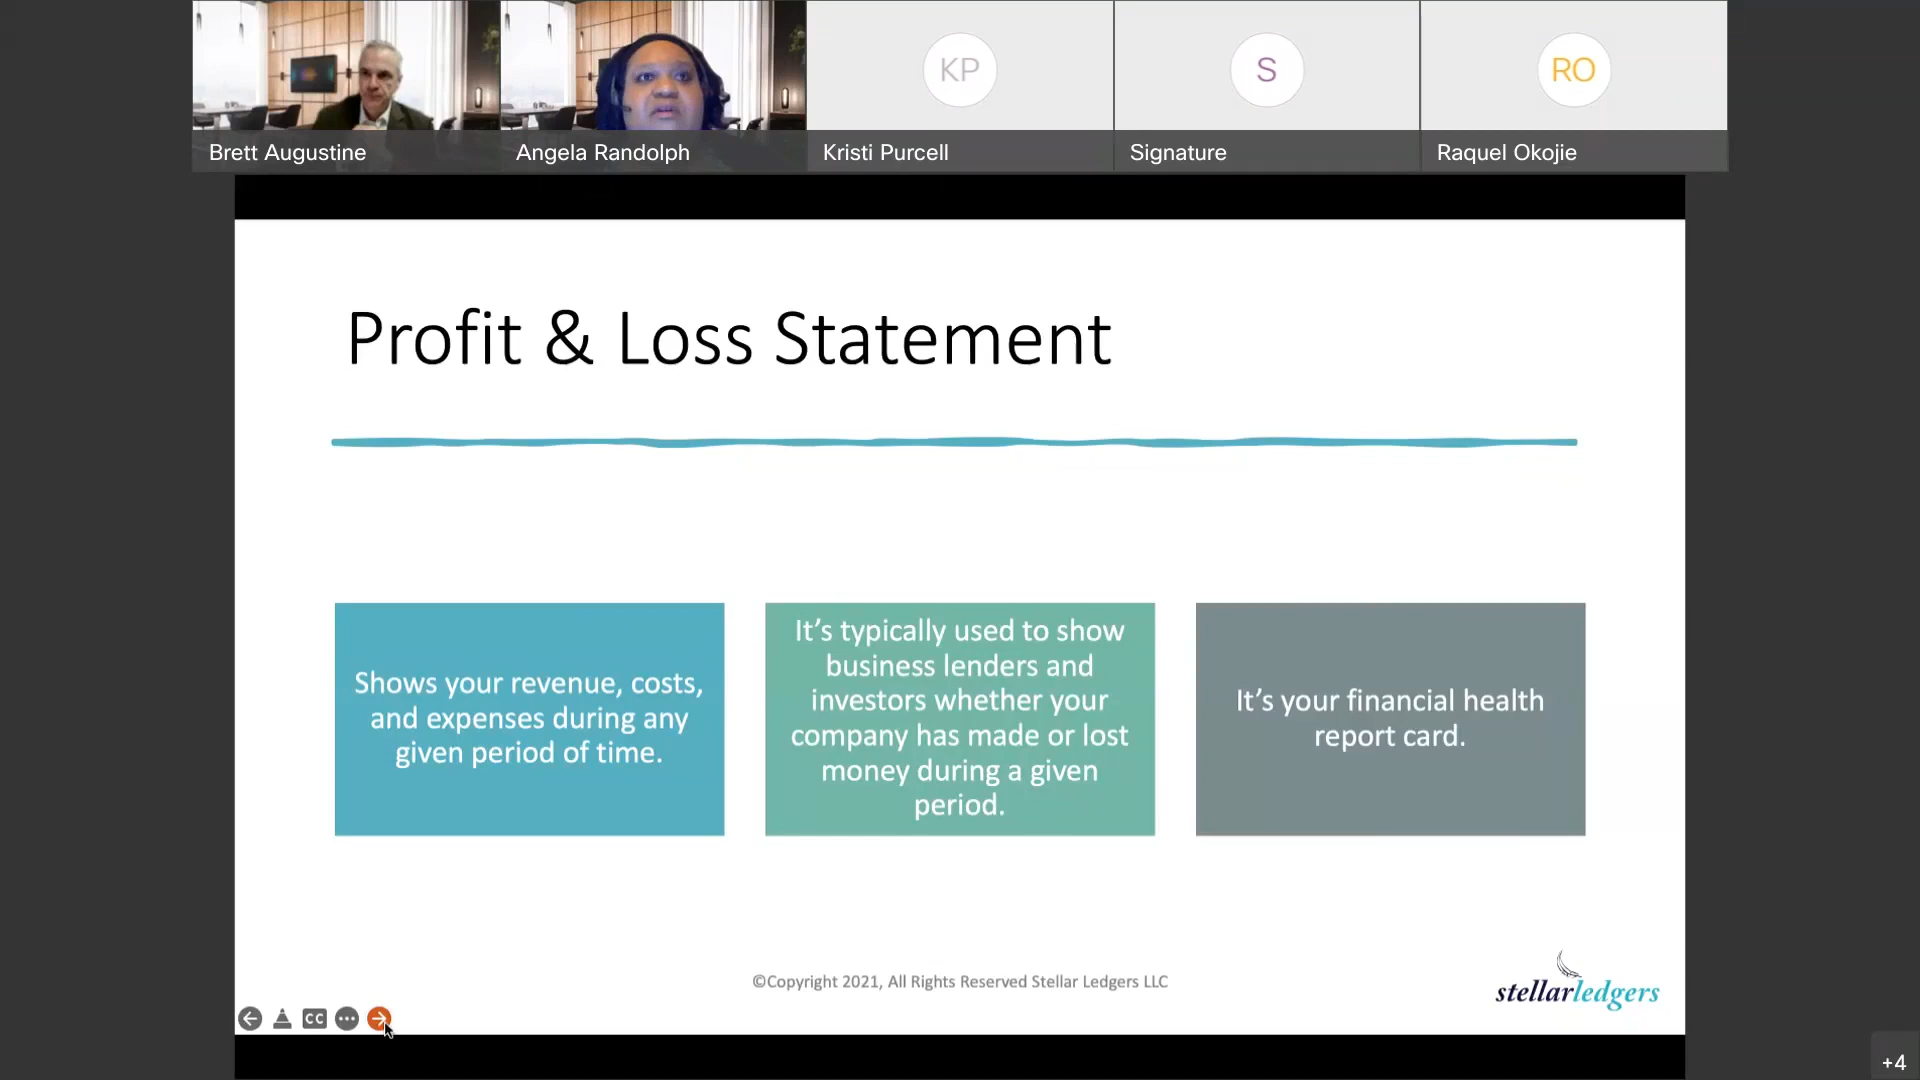 KP
S
RO
Brett Augustine
Angela Randolph
Kristi Purcell
Signature
Raquel Okojie
Profit & Loss Statement
Shows your revenue, costs,
and expenses during any
given period of time.
It’s typically used to show
business lenders and
investors whether your
company has made or lost
money during a given
period.
It’s your financial health
report card.
©Copyright 2021, All Rights Reserved Stellar Ledgers LLC
stellarledgers
CC
+4